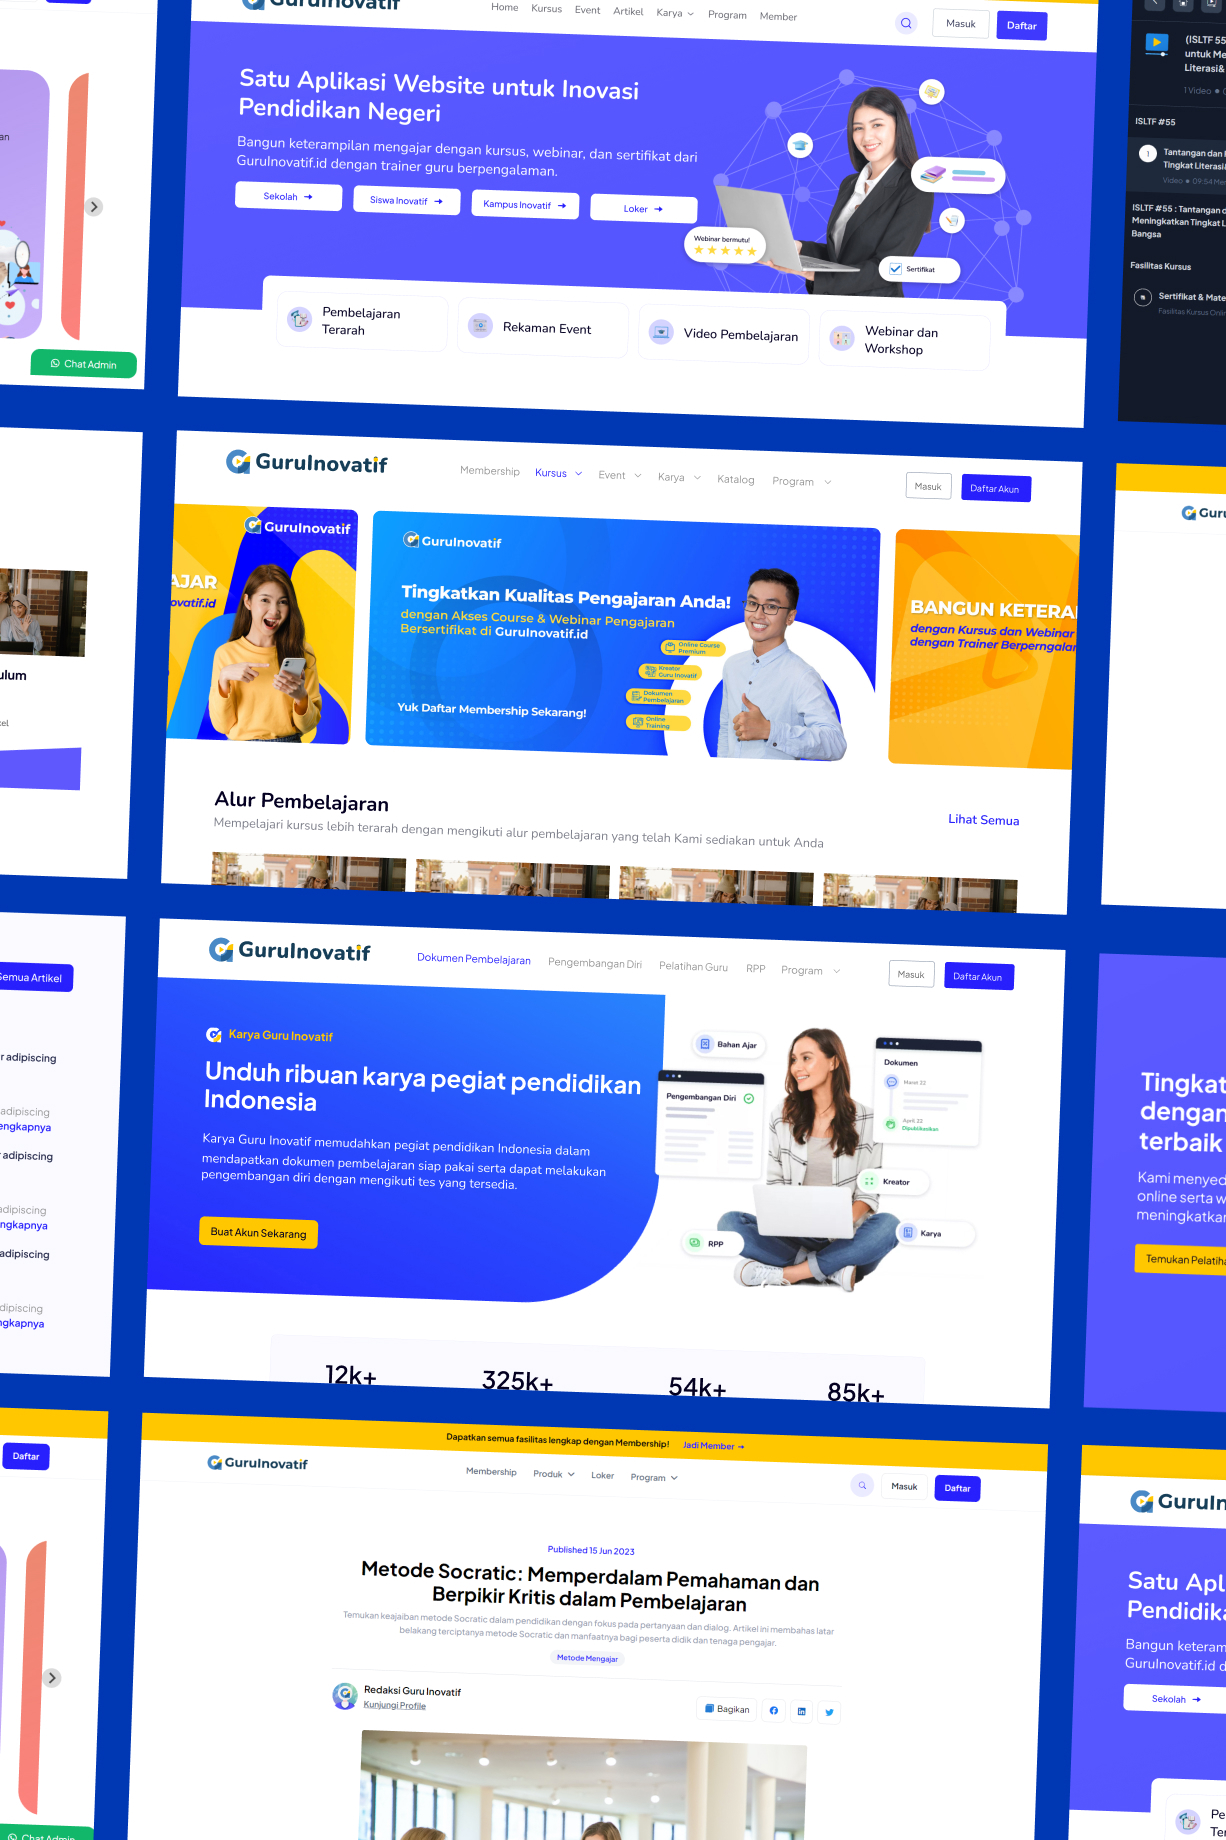 GuruInovatif
Home Kursus Event Artikel Karya Program Member
Masuk
Daftar
Satu Aplikasi Website untuk Inovasi
Pendidikan Negeri
Bangun keterampilan mengajar dengan kursus, webinar, dan sertifikat dari
GuruInovatif.id dengan trainer guru berpengalaman.
Sekolah
Siswa Inovatif
Kampus Inovatif
Loker
Webinar bermutu!
Sertifikat
Pembelajaran
Terarah
Rekaman Event
Video Pembelajaran
Webinar dan
Workshop
an
Chat Admin
(ISLTF 55
untuk Me
Literasi&
1 Video
ISLTF #55
1
Tantangan dan
Tingkat Literasi
Video 09:54 Me
ISLTF #55 : Tantangan d
Meningkatkan Tingkat L
Bangsa
Fasilitas Kursus
Sertifikat & Mate
Fasilitas Kursus Onlin
GuruInovatif
Membership Kursus Event Karya Katalog Program
Masuk
Daftar Akun
GuruInovatif
AJAR
ovatif.id
GuruInovatif
Tingkatkan Kualitas Pengajaran Anda!
dengan Akses Course & Webinar Pengajaran
Bersertifikat di GuruInovatif.id
Online Course
Premium
Kreator
Guru Inovatif
Dokumen
Pembelajaran
Online
Training
Yuk Daftar Membership Sekarang!
BANGUN KETERA
dengan Kursus dan Webinar
dengan Trainer Berpengala
Alur Pembelajaran
Mempelajari kursus lebih terarah dengan mengikuti alur pembelajaran yang telah Kami sediakan untuk Anda
Lihat Semua
ulum
kel
Gur
GuruInovatif
Dokumen Pembelajaran Pengembangan Diri Pelatihan Guru RPP Program
Masuk
Daftar Akun
Karya Guru Inovatif
Unduh ribuan karya pegiat pendidikan
Indonesia
Karya Guru Inovatif memudahkan pegiat pendidikan Indonesia dalam
mendapatkan dokumen pembelajaran siap pakai serta dapat melakukan
pengembangan diri dengan mengikuti tes yang tersedia.
Buat Akun Sekarang
Bahan Ajar
Pengembangan Diri
Dokumen
Maret 22
April 22
Dipublikasikan
Kreator
Karya
RPP
12k+
325k+
54k+
85k+
Semua Artikel
r adipiscing
adipiscing
engkapnya
r adipiscing
adipiscing
ngkapnya
adipiscing
dipiscing
ngkapnya
Tingkat
dengan
terbaik
Kami menyed
online serta w
meningkatkan
Temukan Pelatiha
Daftar
Chat Admin
Dapatkan semua fasilitas lengkap dengan Membership! Jadi Member
GuruInovatif
Membership Produk Loker Program
Masuk
Daftar
Published 15 Jun 2023
Metode Socratic: Memperdalam Pemahaman dan
Berpikir Kritis dalam Pembelajaran
Temukan keajaiban metode Socratic dalam pendidikan dengan fokus pada pertanyaan dan dialog. Artikel ini membahas latar
belakang terciptanya metode Socratic dan manfaatnya bagi peserta didik dan tenaga pengajar.
Metode Mengajar
Redaksi Guru Inovatif
Kunjungi Profile
Bagikan
GuruIn
Satu Apl
Pendidika
Bangun keteram
GuruInovatif.id d
Sekolah
Pe
Ter